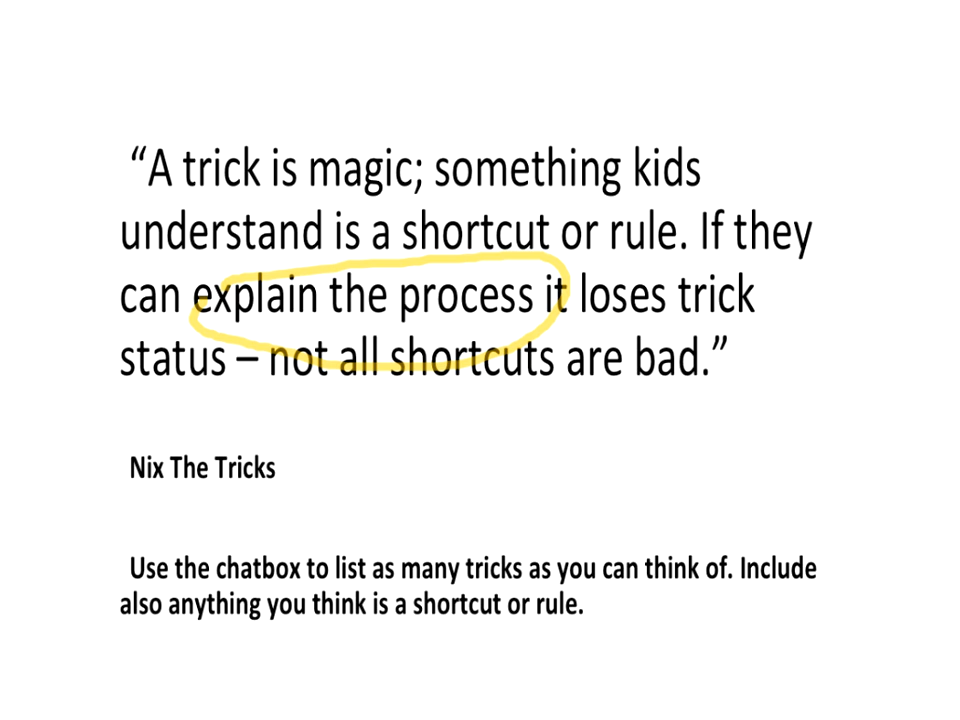 “A trick is magic; something kids
understand is a shortcut or rule. If they
can explain the process it loses trick
status – not all shortcuts are bad.”
Nix The Tricks
Use the chatbox to list as many tricks as you can think of. Include
also anything you think is a shortcut or rule.